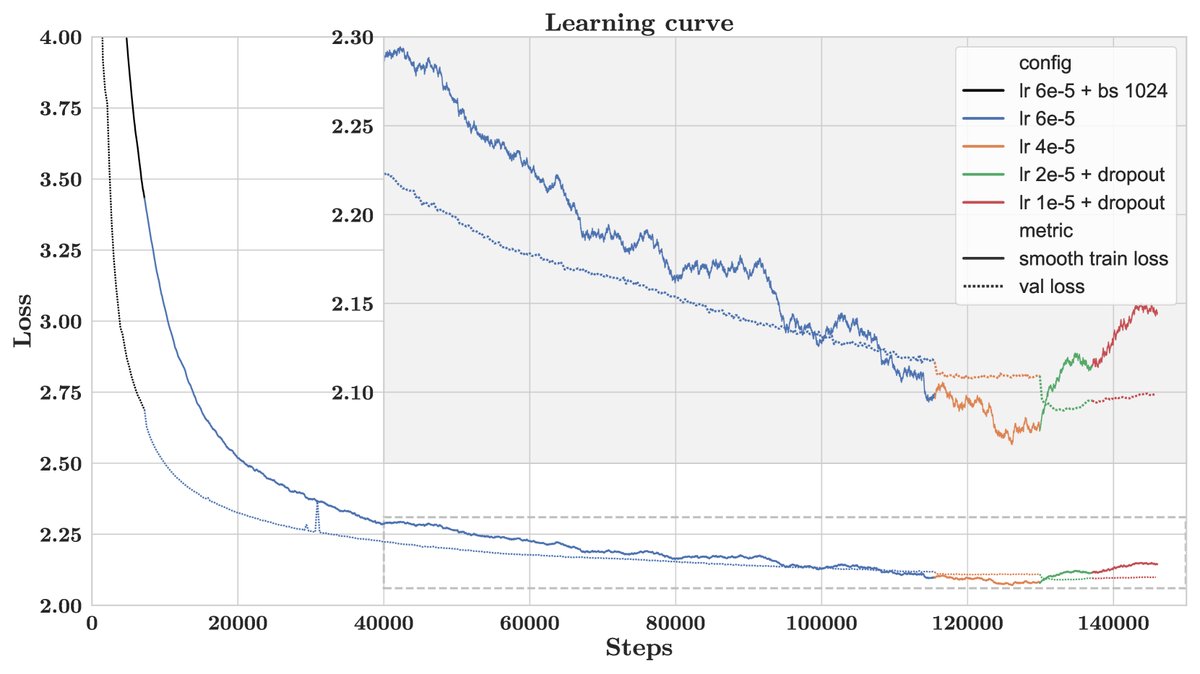 Learning curve
4.00
3.75
3.50
3.25
3.00
2.75
2.50
2.25
2.00
Loss
2.30
2.25
2.20
2.15
2.10
config
lr 6e-5 + bs 1024
lr 6e-5
lr 4e-5
lr 2e-5 + dropout
lr 1e-5 + dropout
metric
smooth train loss
val loss
0 20000 40000 60000 80000 100000 120000 140000
Steps